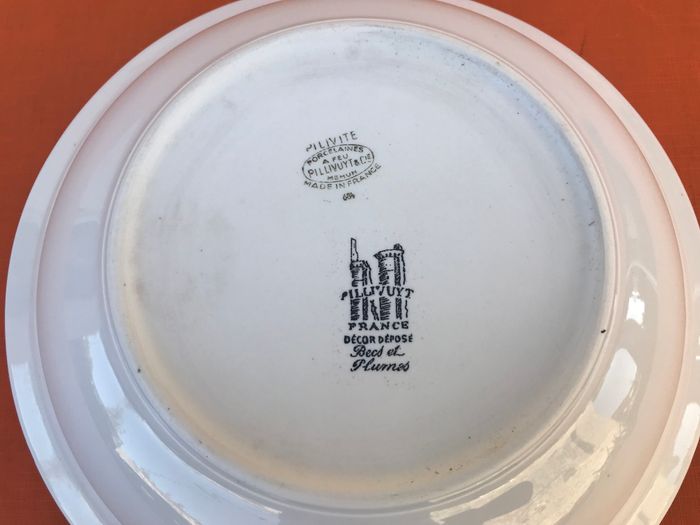 PILIVITE
PORCELAINES
A FEU
PILLIVUYT & CIE
MEHUN
MADE IN FRANCE
PILLIVUYT
FRANCE
DÉCOR DÉPOSÉ
Becs et
Plumes